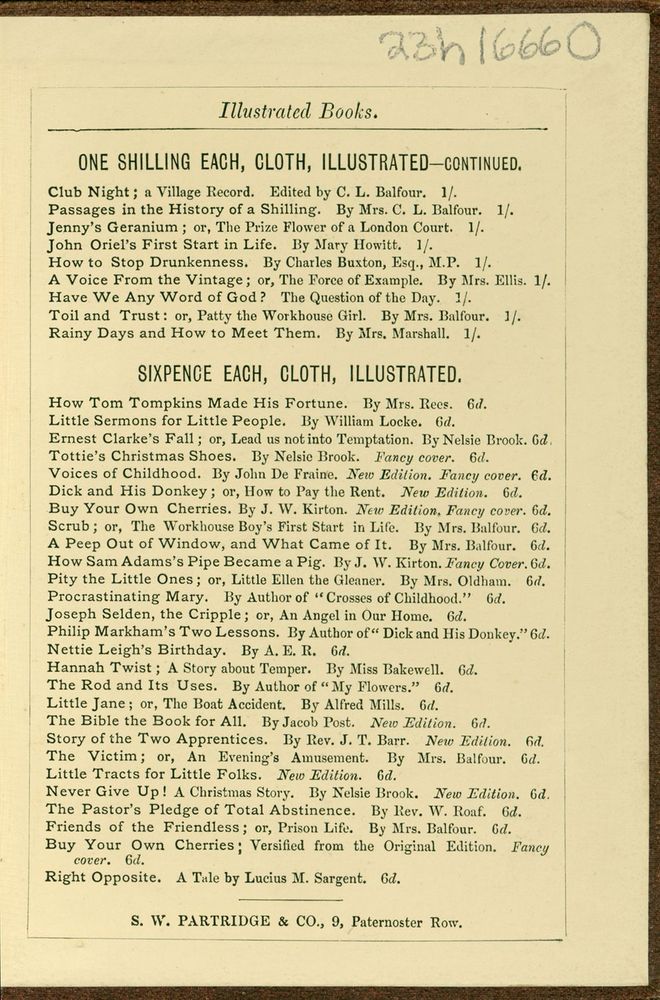 23h16660
Illustrated Books.
ONE SHILLING EACH, CLOTH, ILLUSTRATED—CONTINUED.
Club Night; a Village Record. Edited by C. L. Balfour. 1/.
Passages in the History of a Shilling. By Mrs. C. L. Balfour. 1/.
Jenny's Geranium; or, The Prize Flower of a London Court. 1/.
John Oriel's First Start in Life. By Mary Howitt. 1/.
How to Stop Drunkenness. By Charles Buxton, Esq., M.P. 1/.
A Voice From the Vintage; or, The Force of Example. By Mrs. Ellis. 1/.
Have We Any Word of God? The Question of the Day. 1/.
Toil and Trust: or, Patty the Workhouse Girl. By Mrs. Balfour. 1/.
Rainy Days and How to Meet Them. By Mrs. Marshall. 1/.
SIXPENCE EACH, CLOTH, ILLUSTRATED.
How Tom Tompkins Made His Fortune. By Mrs. Rees. 6d.
Little Sermons for Little People. By William Locke. 6d.
Ernest Clarke's Fall; or, Lead us not into Temptation. By Nelsie Brook. 6d.
Tottie's Christmas Shoes. By Nelsie Brook. Fancy cover. 6d.
Voices of Childhood. By John De Fraine. New Edition. Fancy cover. 6d.
Dick and His Donkey; or, How to Pay the Rent. New Edition. 6d.
Buy Your Own Cherries. By J. W. Kirton. New Edition, Fancy cover. 6d.
Scrub; or, The Workhouse Boy's First Start in Life. By Mrs. Balfour. 6d.
A Peep Out of Window, and What Came of It. By Mrs. Balfour. 6d.
How Sam Adams's Pipe Became a Pig. By J. W. Kirton. Fancy Cover. 6d.
Pity the Little Ones; or, Little Ellen the Gleaner. By Mrs. Oldham. 6d.
Procrastinating Mary. By Author of "Crosses of Childhood." 6d.
Joseph Selden, the Cripple; or, An Angel in Our Home. 6d.
Philip Markham's Two Lessons. By Author of "Dick and His Donkey." 6d.
Nettie Leigh's Birthday. By A. E. R. 6d.
Hannah Twist; A Story about Temper. By Miss Bakewell. 6d.
The Rod and Its Uses. By Author of "My Flowers." 6d.
Little Jane; or, The Boat Accident. By Alfred Mills. 6d.
The Bible the Book for All. By Jacob Post. New Edition. 6d.
Story of the Two Apprentices. By Rev. J. T. Barr. New Edition. 6d.
The Victim; or, An Evening's Amusement. By Mrs. Balfour. 6d.
Little Tracts for Little Folks. New Edition. 6d.
Never Give Up! A Christmas Story. By Nelsie Brook. New Edition. 6d.
The Pastor's Pledge of Total Abstinence. By Rev. W. Roaf. 6d.
Friends of the Friendless; or, Prison Life. By Mrs. Balfour. 6d.
Buy Your Own Cherries; Versified from the Original Edition. Fancy
cover. 6d.
Right Opposite. A Tale by Lucius M. Sargent. 6d.
S. W. PARTRIDGE & CO., 9, Paternoster Row.